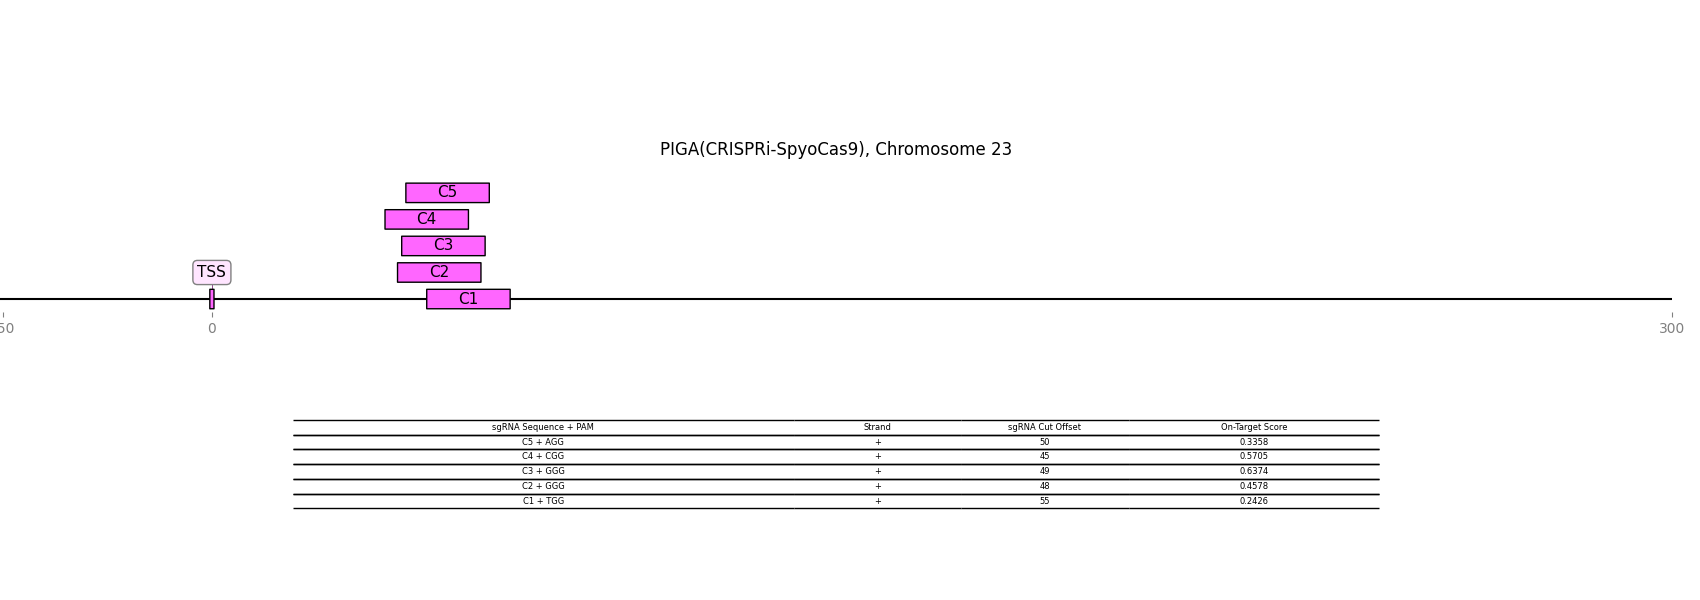 PIGA(CRISPRi-SpyoCas9), Chromosome 23
C5
C4
C3
TSS C2
C1
50 0 300
sgRNA Sequence + PAM Strand sgRNA Cut Offset On-Target Score
C5 + AGG + 50 0.3358
C4 + CGG + 45 0.5705
C3 + GGG + 49 0.6374
C2 + GGG + 48 0.4578
C1 + TGG + 55 0.2426